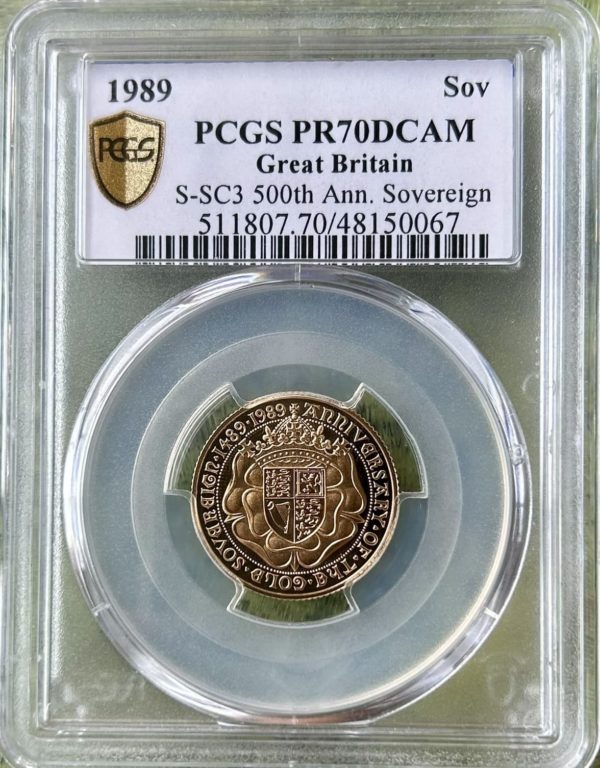 1989 Sov
PCGS PCGS PR70DCAM
Great Britain
S-SC3 500th Ann. Sovereign
511807.70/48150067
ANNIVERSARY·OF·THE·GOLD·SOVEREIGN·1489·1989